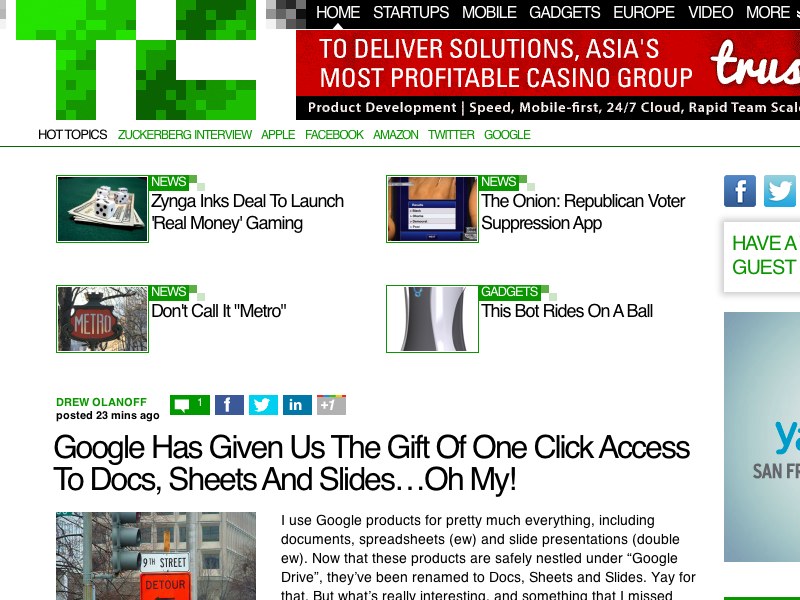 HOME STARTUPS MOBILE GADGETS EUROPE VIDEO MORE
TC
TO DELIVER SOLUTIONS, ASIA'S
MOST PROFITABLE CASINO GROUP
trus
Product Development | Speed, Mobile-first, 24/7 Cloud, Rapid Team Scal
HOT TOPICS ZUCKERBERG INTERVIEW APPLE FACEBOOK AMAZON TWITTER GOOGLE
NEWS
Zynga Inks Deal To Launch
'Real Money' Gaming
NEWS
The Onion: Republican Voter
Suppression App
HAVE A
GUEST
NEWS
Don't Call It "Metro"
METRO
GADGETS
This Bot Rides On A Ball
DREW OLANOFF
posted 23 mins ago
1
f
in
+1
Google Has Given Us The Gift Of One Click Access
To Docs, Sheets And Slides…Oh My!
ya
SAN FR
9TH STREET
DETOUR
I use Google products for pretty much everything, including
documents, spreadsheets (ew) and slide presentations (double
ew). Now that these products are safely nestled under “Google
Drive”, they've been renamed to Docs, Sheets and Slides. Yay for
that. But what's really interesting, and something that I missed